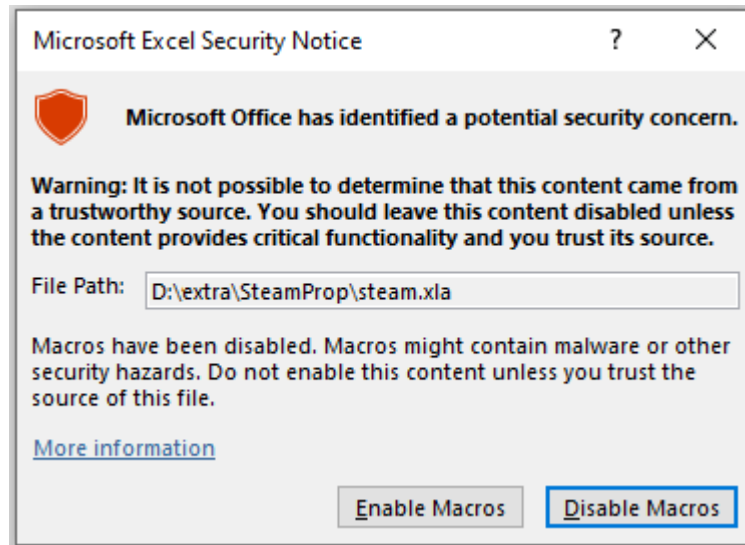 Microsoft Excel Security Notice ?
Microsoft Office has identified a potential security concern.
Warning: It is not possible to determine that this content came from
a trustworthy source. You should leave this content disabled unless
the content provides critical functionality and you trust its source.
File Path: D:\extra\SteamProp\steam.xla
Macros have been disabled. Macros might contain malware or other
security hazards. Do not enable this content unless you trust the
source of this file.
More information
Enable Macros Disable Macros